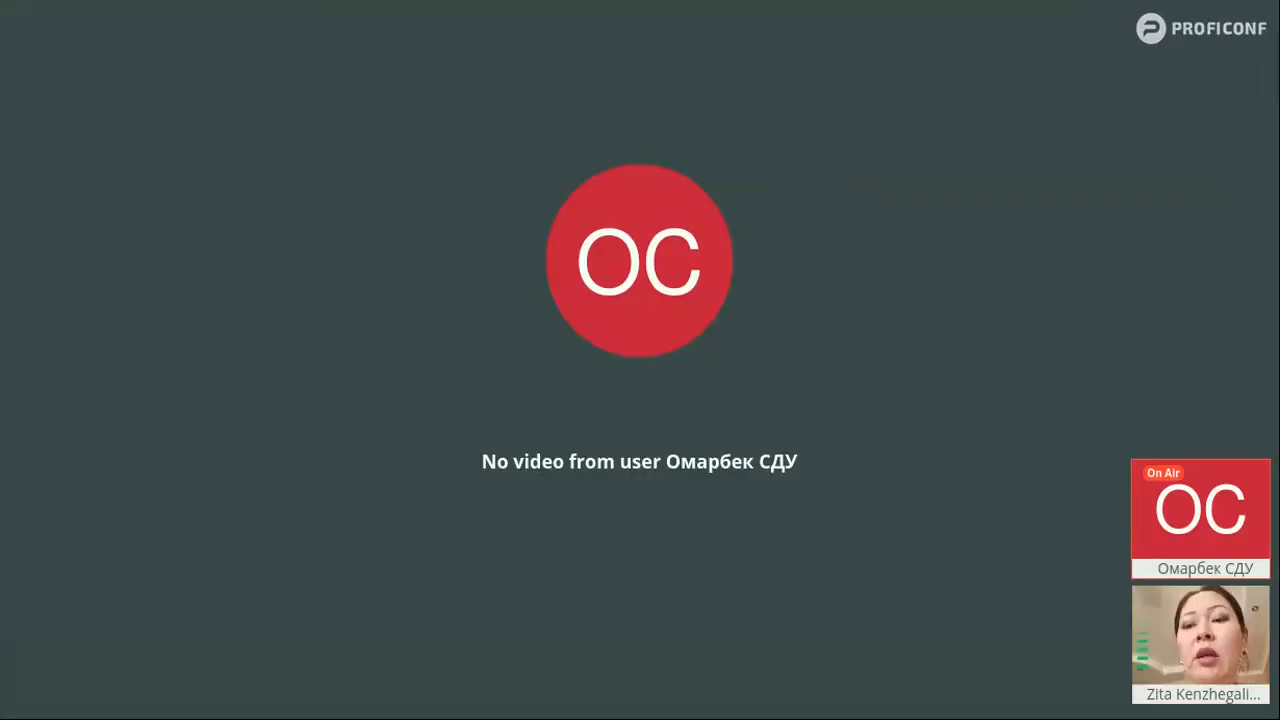 PROFICONF
OC
No video from user Омарбек СДУ
On Air
OC
Омарбек СДУ
Zita Kenzhegali...